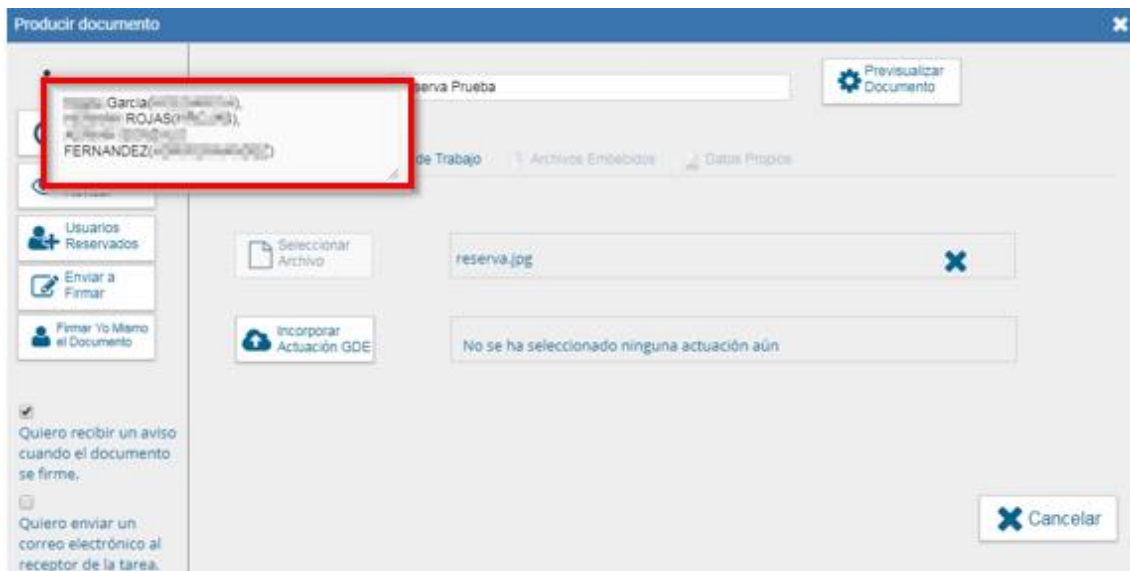 Producir documento
Garcia(
ROJAS(
FERNANDEZ(
serva Prueba
Previsualizar
Documento
de Trabajo
Archivos Embebidos
Datos Propios
Usuarios
Reservados
Enviar a
Firmar
Firmar Yo Mismo
el Documento
Seleccionar
Archivo
reserva.jpg
Incorporar
Actuación GDE
No se ha seleccionado ninguna actuación aún
Quiero recibir un aviso
cuando el documento
se firme.
Quiero enviar un
correo electrónico al
receptor de la tarea.
Cancelar